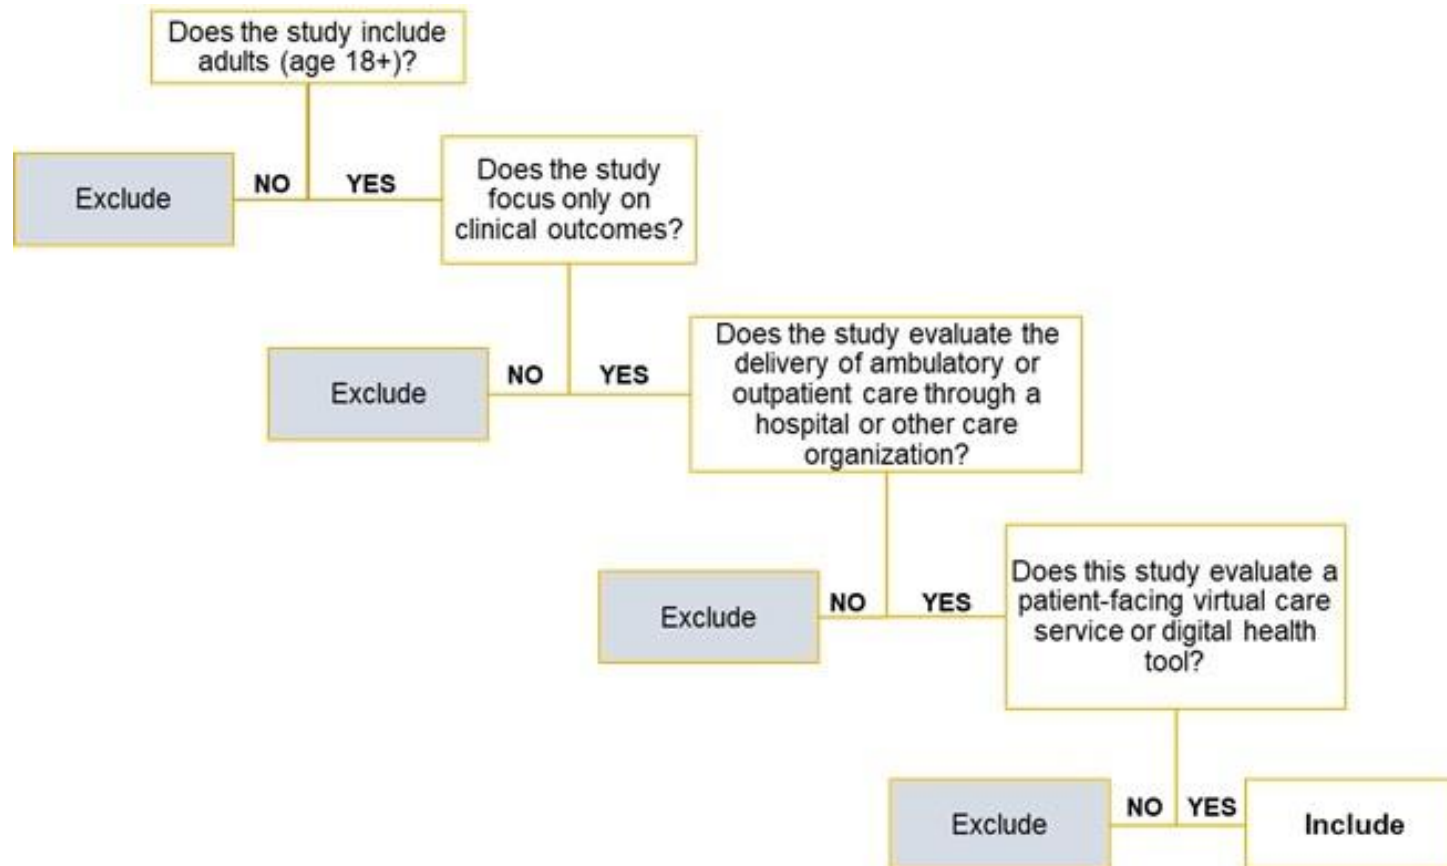 Does the study include
adults (age 18+)?
Exclude
NO
YES
Does the study
focus only on
clinical outcomes?
Exclude
NO
YES
Does the study evaluate the
delivery of ambulatory or
outpatient care through a
hospital or other care
organization?
Exclude
NO
YES
Does this study evaluate a
patient-facing virtual care
service or digital health
tool?
Exclude
NO
YES
Include